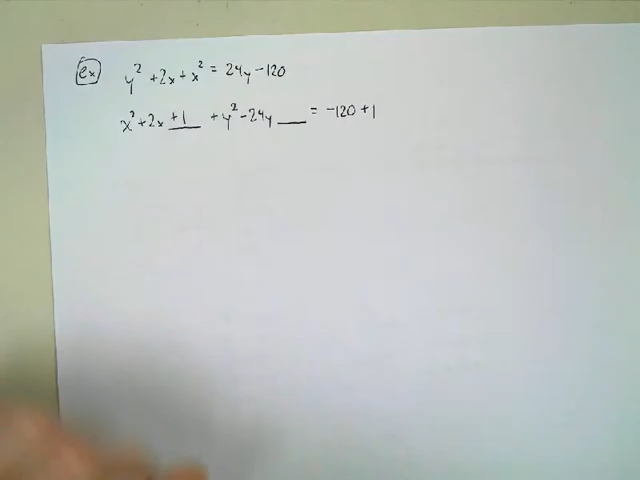 ex y² + 2x + x² = 24y - 120
x² + 2x + 1 + y² - 24y ___ = -120 + 1